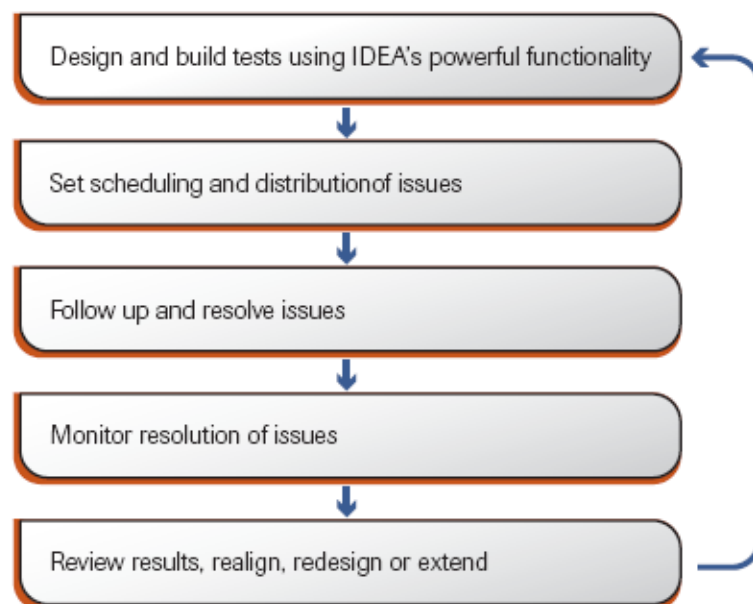 Design and build tests using IDEA's powerful functionality
Set scheduling and distributionof issues
Follow up and resolve issues
Monitor resolution of issues
Review results, realign, redesign or extend